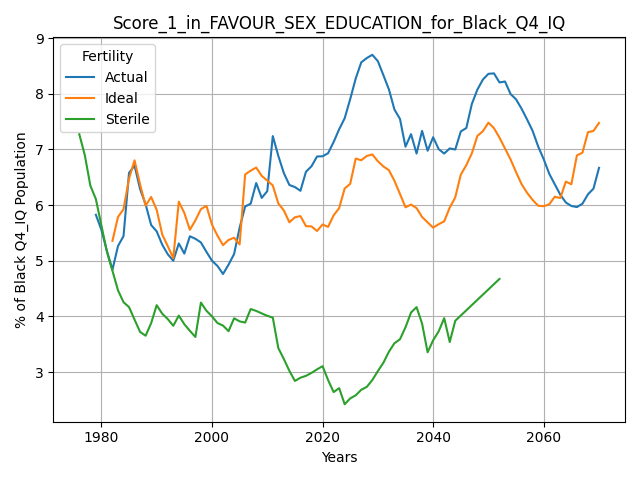 Score_1_in_FAVOUR_SEX_EDUCATION_for_Black_Q4_IQ
Fertility
Actual
Ideal
Sterile
% of Black Q4_IQ Population
9
8
7
6
5
4
3
1980
2000
2020
2040
2060
Years